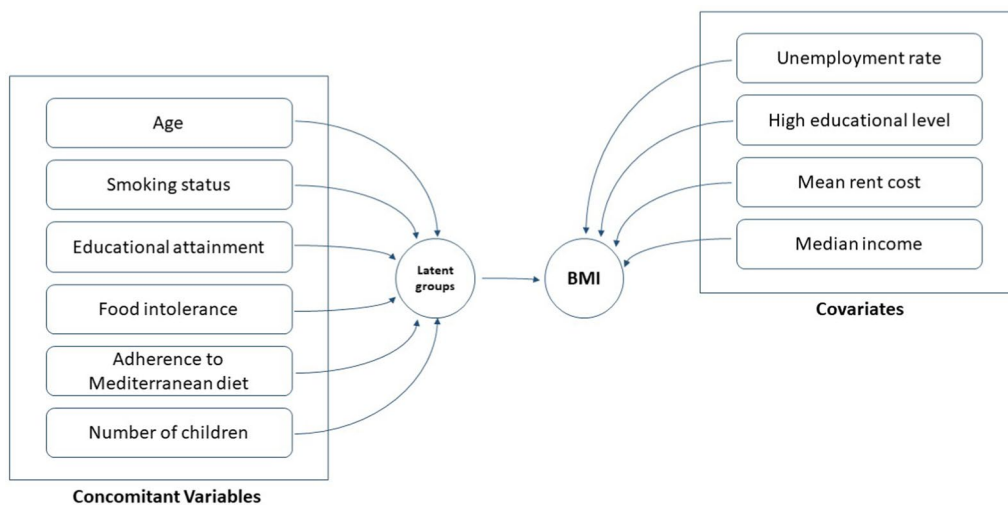 Age
Smoking status
Educational attainment
Food intolerance
Adherence to
Mediterranean diet
Number of children
Concomitant Variables
Latent
groups
BMI
Unemployment rate
High educational level
Mean rent cost
Median income
Covariates